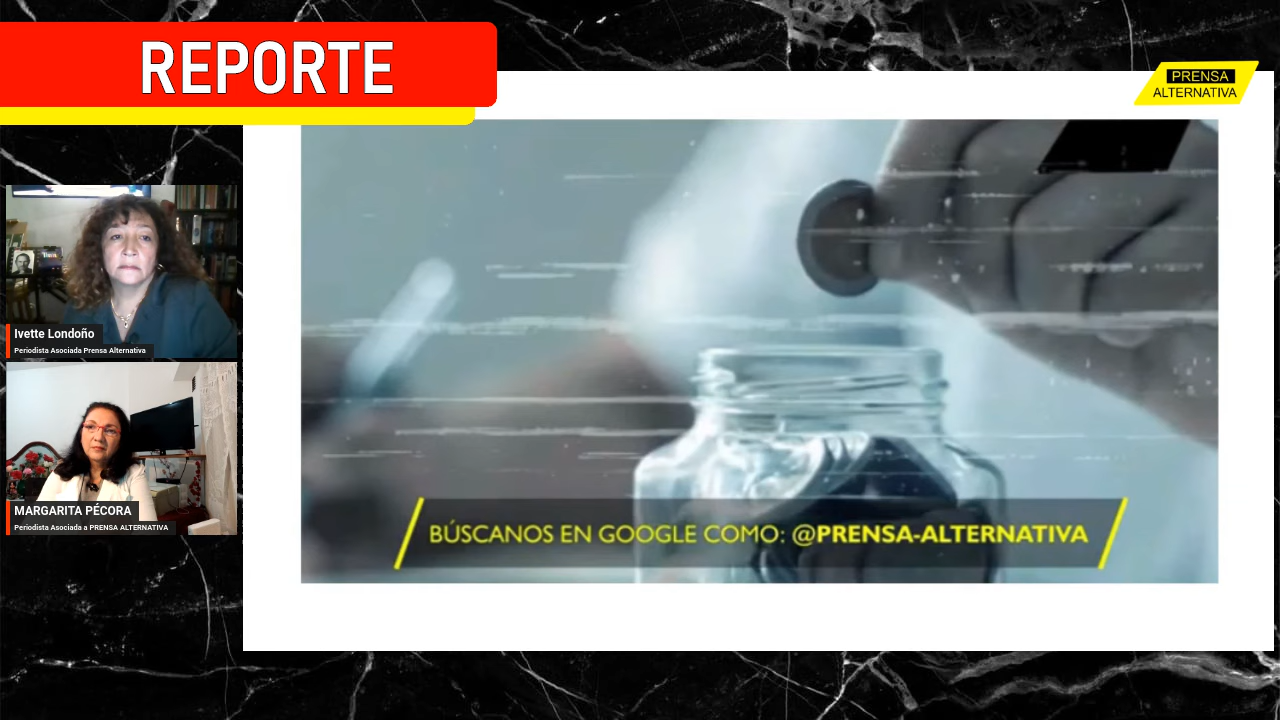 REPORTE
PRENSA
ALTERNATIVA
Ivette Londoño
Periodista Asociada Prensa Alternativa
MARGARITA PÉCORA
Periodista Asociada a PRENSA ALTERNATIVA
BÚSCANOS EN GOOGLE COMO: @PRENSA-ALTERNATIVA